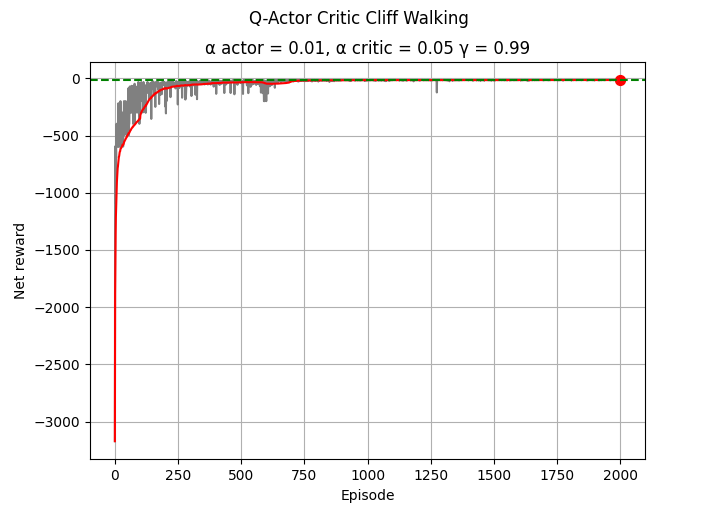 Q-Actor Critic Cliff Walking
α actor = 0.01, α critic = 0.05 γ = 0.99
0
−500
−1000
−1500
−2000
−2500
−3000
Net reward
0 250 500 750 1000 1250 1500 1750 2000
Episode